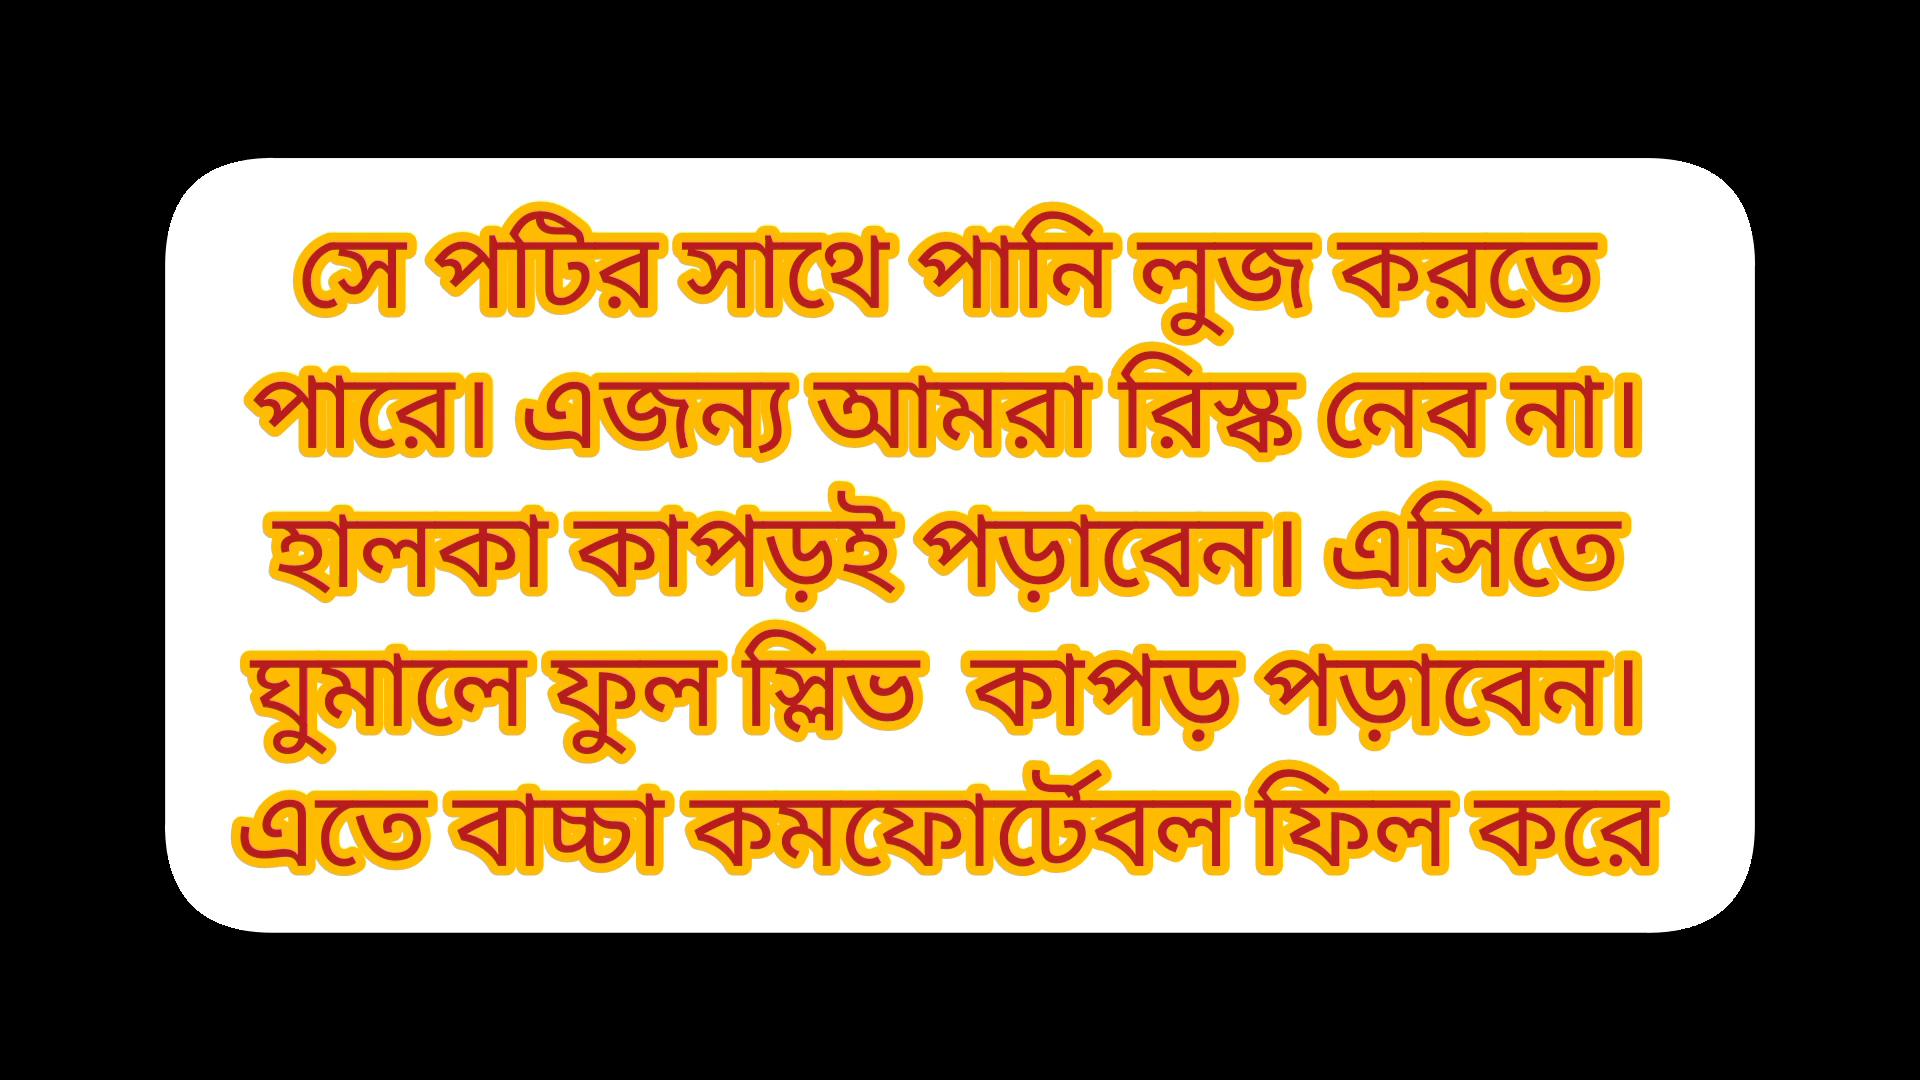 সে পটির সাথে পানি লুজ করতে
পারে। এজন্য আমরা রিস্ক নেব না।
হালকা কাপড়ই পড়াবেন। এসিতে
ঘুমালে ফুল স্লিভ  কাপড় পড়াবেন।
এতে বাচ্চা কমফোর্টেবল ফিল করে